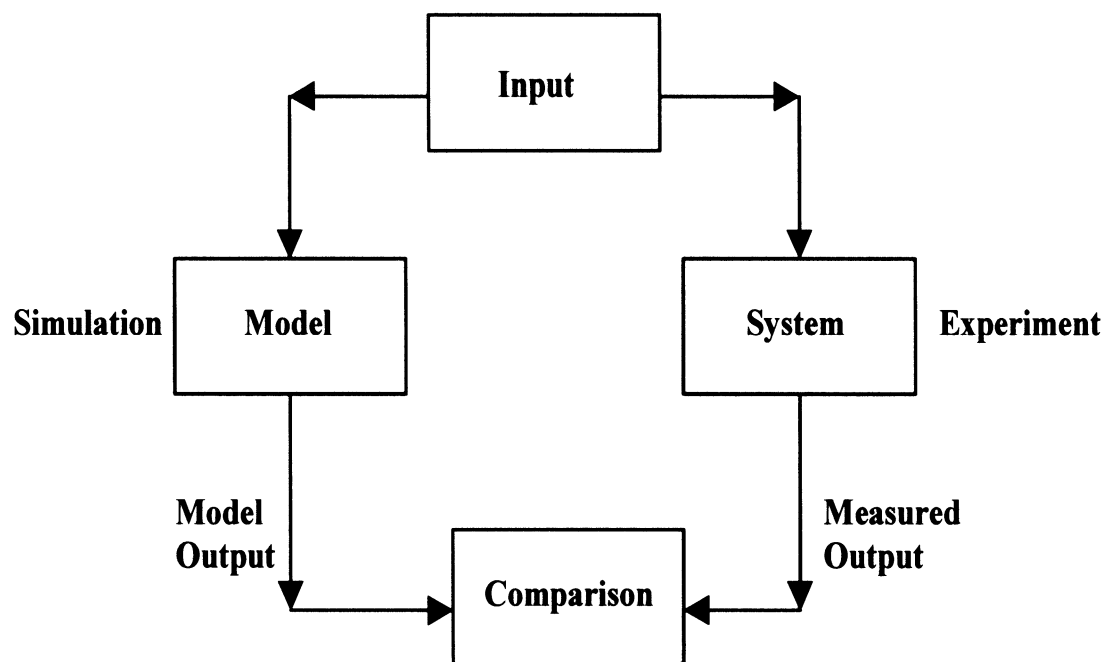 Input
Simulation
Model
System
Experiment
Model
Output
Measured
Output
Comparison